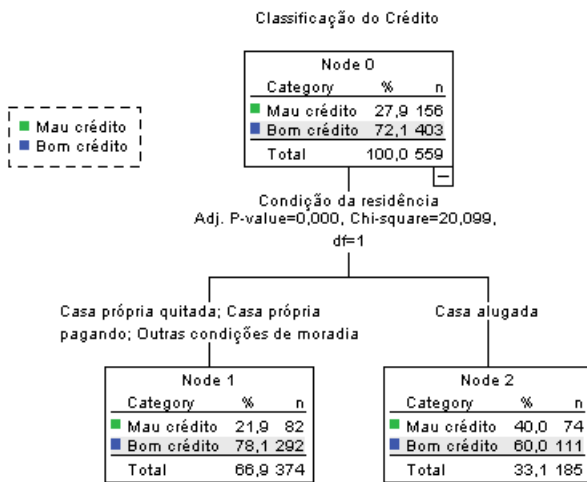 Classificação do Crédito
Mau crédito
Bom crédito
Node 0
Category % n
Mau crédito 27,9 156
Bom crédito 72,1 403
Total 100,0 559
Condição da residência
Adj. P-value=0,000, Chi-square=20,099,
df=1
Casa própria quitada; Casa própria
pagando; Outras condições de moradia
Casa alugada
Node 1
Category % n
Mau crédito 21,9 82
Bom crédito 78,1 292
Total 66,9 374
Node 2
Category % n
Mau crédito 40,0 74
Bom crédito 60,0 111
Total 33,1 185